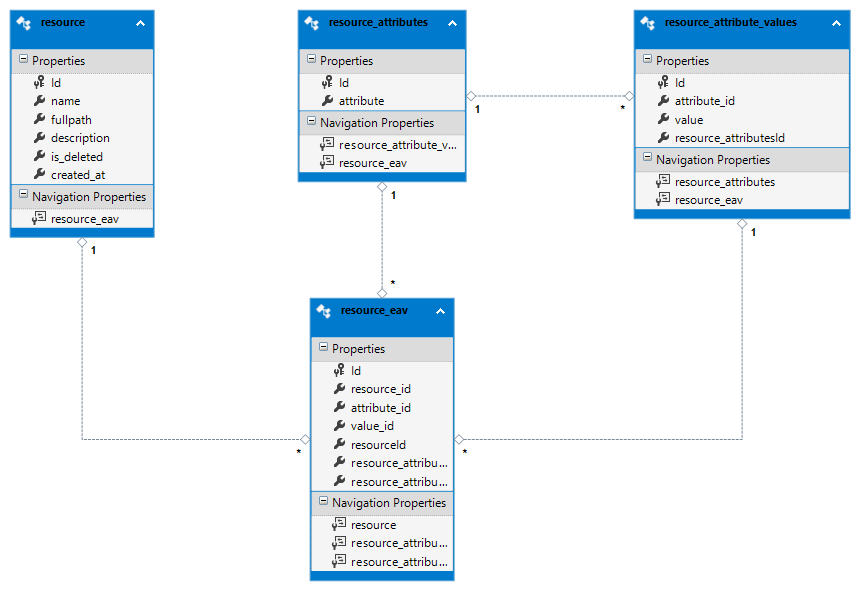 resource
Properties
Id
name
fullpath
description
is_deleted
created_at
Navigation Properties
resource_eav
1
resource_attributes
Properties
Id
attribute
Navigation Properties
resource_attribute_v...
resource_eav
1
*
1
*
resource_attribute_values
Properties
Id
attribute_id
value
resource_attributesId
Navigation Properties
resource_attributes
resource_eav
1
resource_eav
Properties
Id
resource_id
attribute_id
value_id
resourceId
resource_attribu...
resource_attribu...
Navigation Properties
resource
resource_attribu...
resource_attribu...
*
*